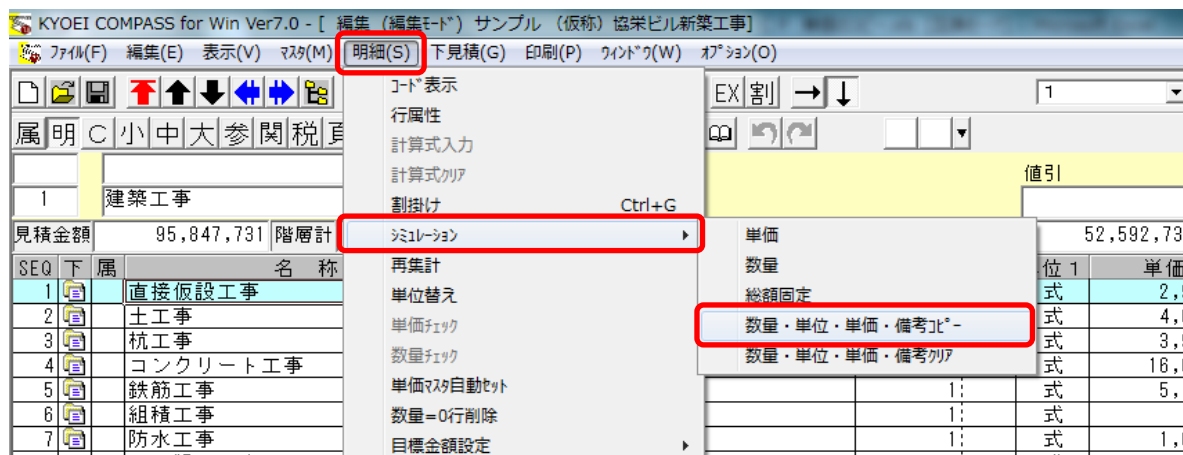 KYOEI COMPASS for Win Ver7.0 - [ 編集 (編集ﾓｰﾄﾞ) サンプル （仮称）協栄ビル新築工事]
ﾌｧｲﾙ(F) 編集(E) 表示(V) ﾏｽﾀ(M) 明細(S) 下見積(G) 印刷(P) ｳｨﾝﾄﾞｳ(W) ｵﾌﾟｼｮﾝ(O)
EX 割 1
属 明 C 小 中 大 参 関 税
値引
1 建築工事
見積金額 95,847,731 階層計 52,592,73
SEQ 下 属 名 称 位 1 単価
1 直接仮設工事 式 2,
2 土工事 式 4,
3 杭工事 式 3,
4 コンクリート工事 式 16,
5 鉄筋工事 1 式 5,
6 組積工事 1 式
7 防水工事 1 式 1,
ｺｰﾄﾞ表示
行属性
計算式入力
計算式ｸﾘｱ
割掛け Ctrl+G
ｼﾐｭﾚｰｼｮﾝ
再集計
単位替え
単価ﾁｪｯｸ
数量ﾁｪｯｸ
単価ﾏｽﾀ自動ｾｯﾄ
数量=0行削除
目標金額設定
単価
数量
総額固定
数量・単位・単価・備考ｺﾋﾟｰ
数量・単位・単価・備考ｸﾘｱ